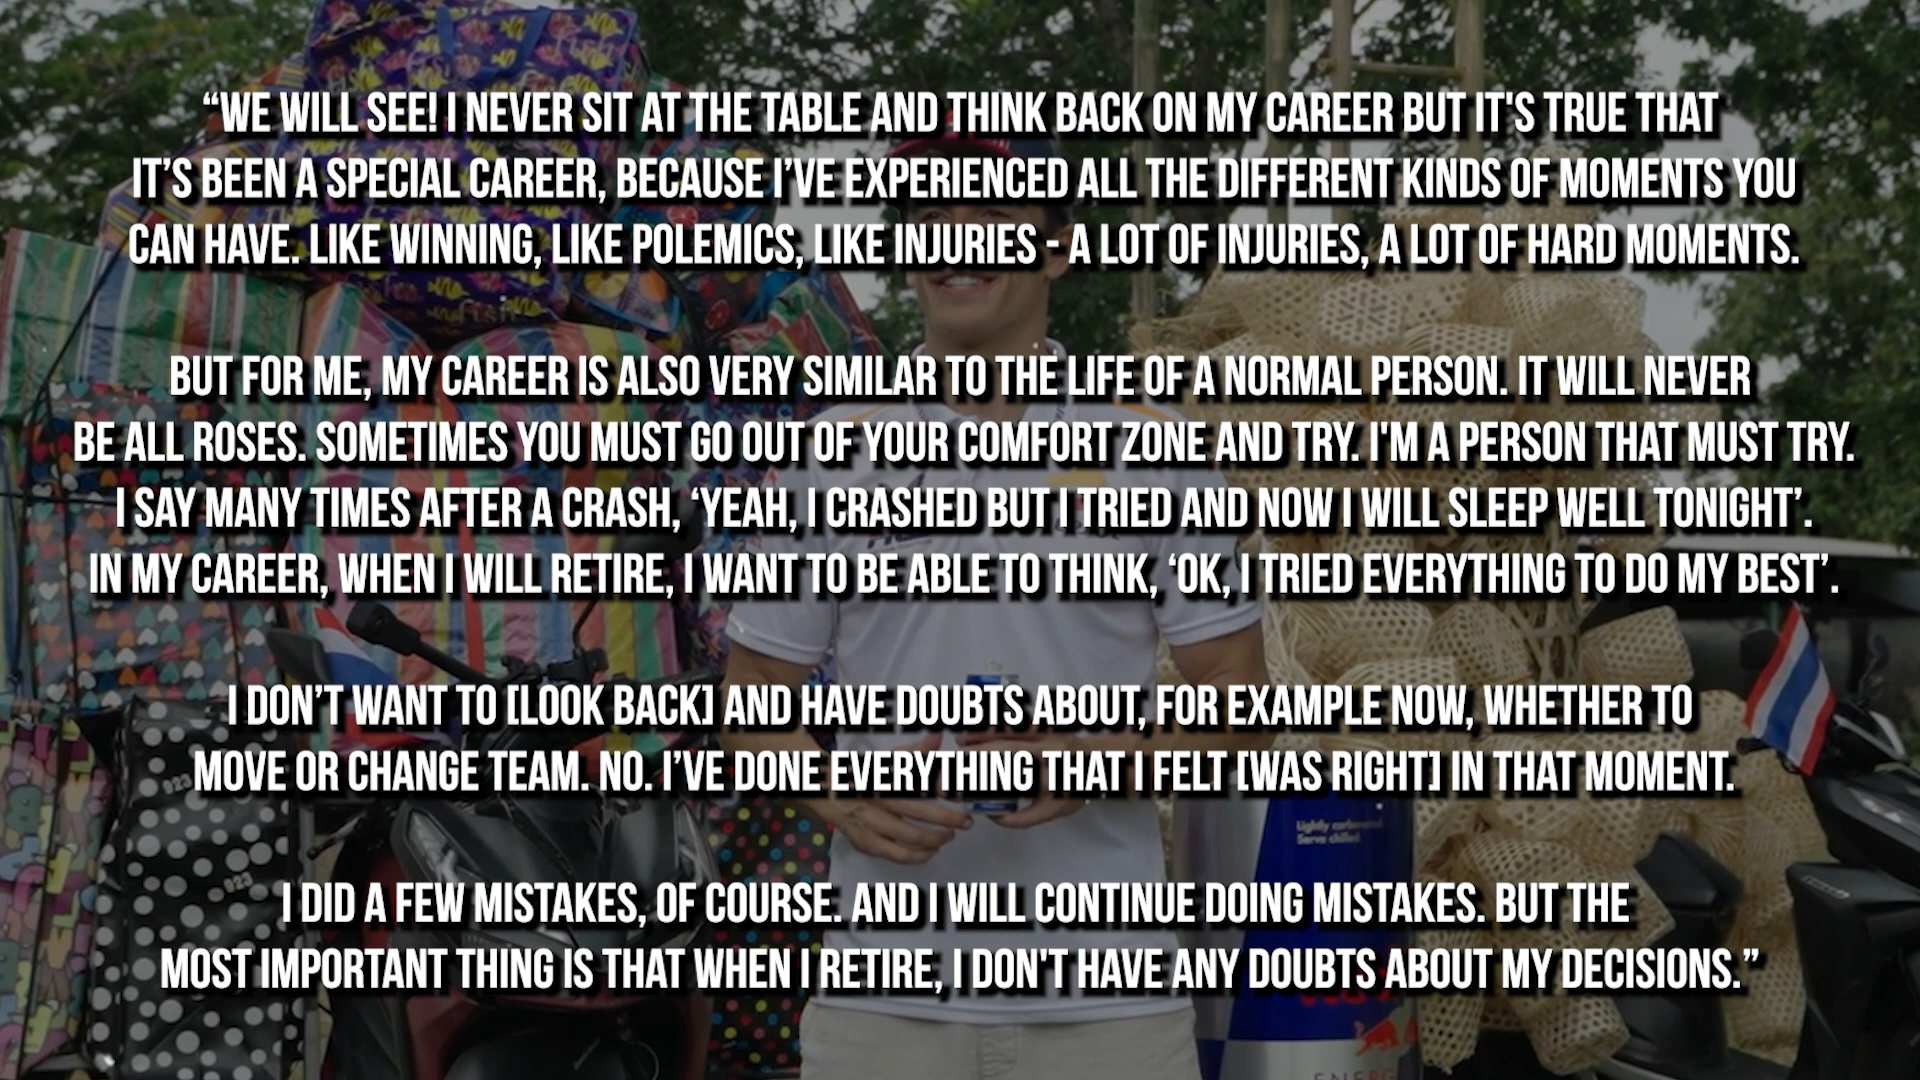 “WE WILL SEE! I NEVER SIT AT THE TABLE AND THINK BACK ON MY CAREER BUT IT'S TRUE THAT
IT’S BEEN A SPECIAL CAREER, BECAUSE I’VE EXPERIENCED ALL THE DIFFERENT KINDS OF MOMENTS YOU
CAN HAVE. LIKE WINNING, LIKE POLEMICS, LIKE INJURIES - A LOT OF INJURIES, A LOT OF HARD MOMENTS.
BUT FOR ME, MY CAREER IS ALSO VERY SIMILAR TO THE LIFE OF A NORMAL PERSON. IT WILL NEVER
BE ALL ROSES. SOMETIMES YOU MUST GO OUT OF YOUR COMFORT ZONE AND TRY. I'M A PERSON THAT MUST TRY.
I SAY MANY TIMES AFTER A CRASH, ‘YEAH, I CRASHED BUT I TRIED AND NOW I WILL SLEEP WELL TONIGHT’.
IN MY CAREER, WHEN I WILL RETIRE, I WANT TO BE ABLE TO THINK, ‘OK, I TRIED EVERYTHING TO DO MY BEST’.
I DON’T WANT TO [LOOK BACK] AND HAVE DOUBTS ABOUT, FOR EXAMPLE NOW, WHETHER TO
MOVE OR CHANGE TEAM. NO. I’VE DONE EVERYTHING THAT I FELT [WAS RIGHT] IN THAT MOMENT.
Lightly carbonated
Serve chilled
I DID A FEW MISTAKES, OF COURSE. AND I WILL CONTINUE DOING MISTAKES. BUT THE
MOST IMPORTANT THING IS THAT WHEN I RETIRE, I DON'T HAVE ANY DOUBTS ABOUT MY DECISIONS.”